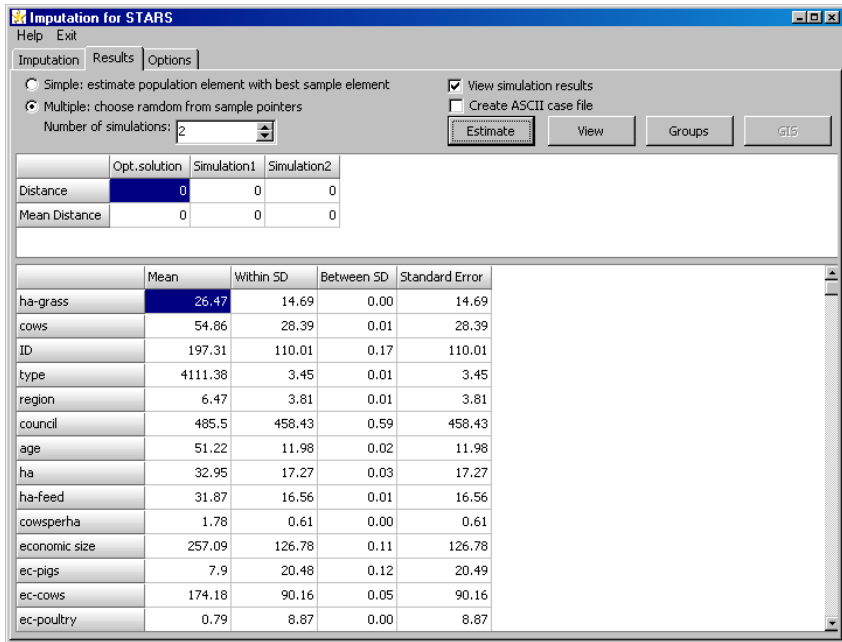 Imputation for STARS
Help Exit
Imputation Results Options
Simple: estimate population element with best sample element
Multiple: choose ramdom from sample pointers
Number of simulations: 2
View simulation results
Create ASCII case file
Estimate View Groups GIS
Opt.solution Simulation1 Simulation2
Distance 0 0 0
Mean Distance 0 0 0
Mean Within SD Between SD Standard Error
ha-grass 26.47 14.69 0.00 14.69
cows 54.86 28.39 0.01 28.39
ID 197.31 110.01 0.17 110.01
type 4111.38 3.45 0.01 3.45
region 6.47 3.81 0.01 3.81
council 485.5 458.43 0.59 458.43
age 51.22 11.98 0.02 11.98
ha 32.95 17.27 0.03 17.27
ha-feed 31.87 16.56 0.01 16.56
cowsperha 1.78 0.61 0.00 0.61
economic size 257.09 126.78 0.11 126.78
ec-pigs 7.9 20.48 0.12 20.49
ec-cows 174.18 90.16 0.05 90.16
ec-poultry 0.79 8.87 0.00 8.87